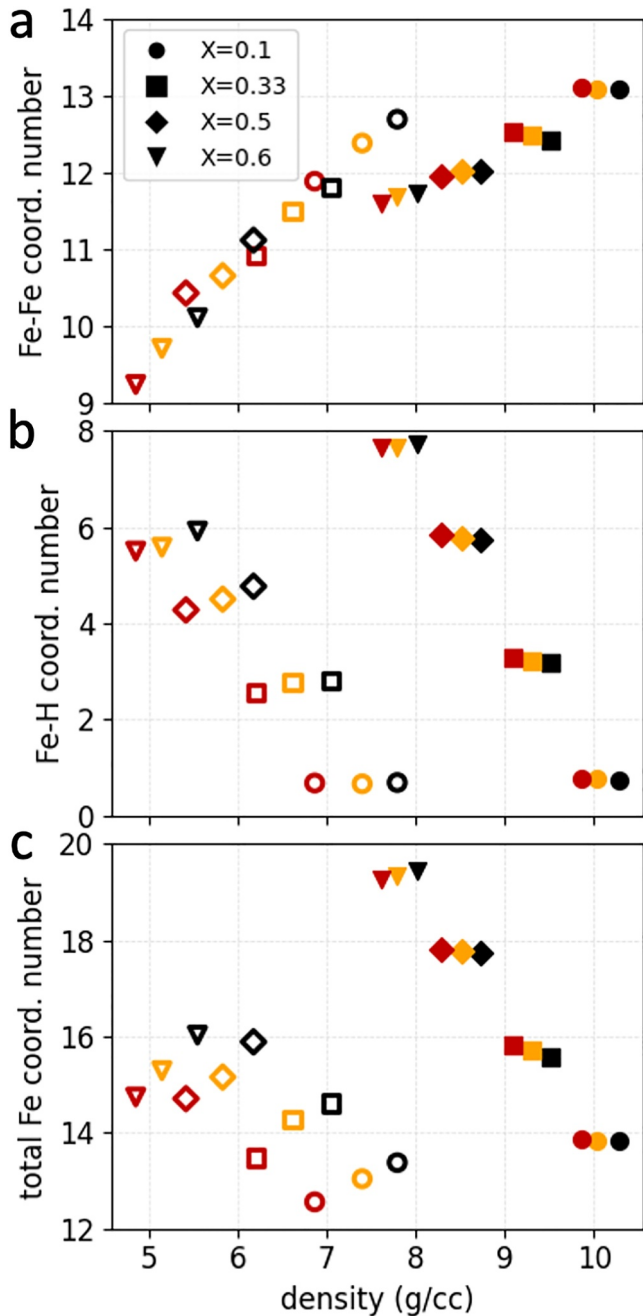 a
14
13
12
11
10
9
Fe-Fe coord. number
X=0.1
X=0.33
X=0.5
X=0.6
b
8
6
4
2
0
Fe-H coord. number
c
20
18
16
14
12
total Fe coord. number
5 6 7 8 9 10
density (g/cc)